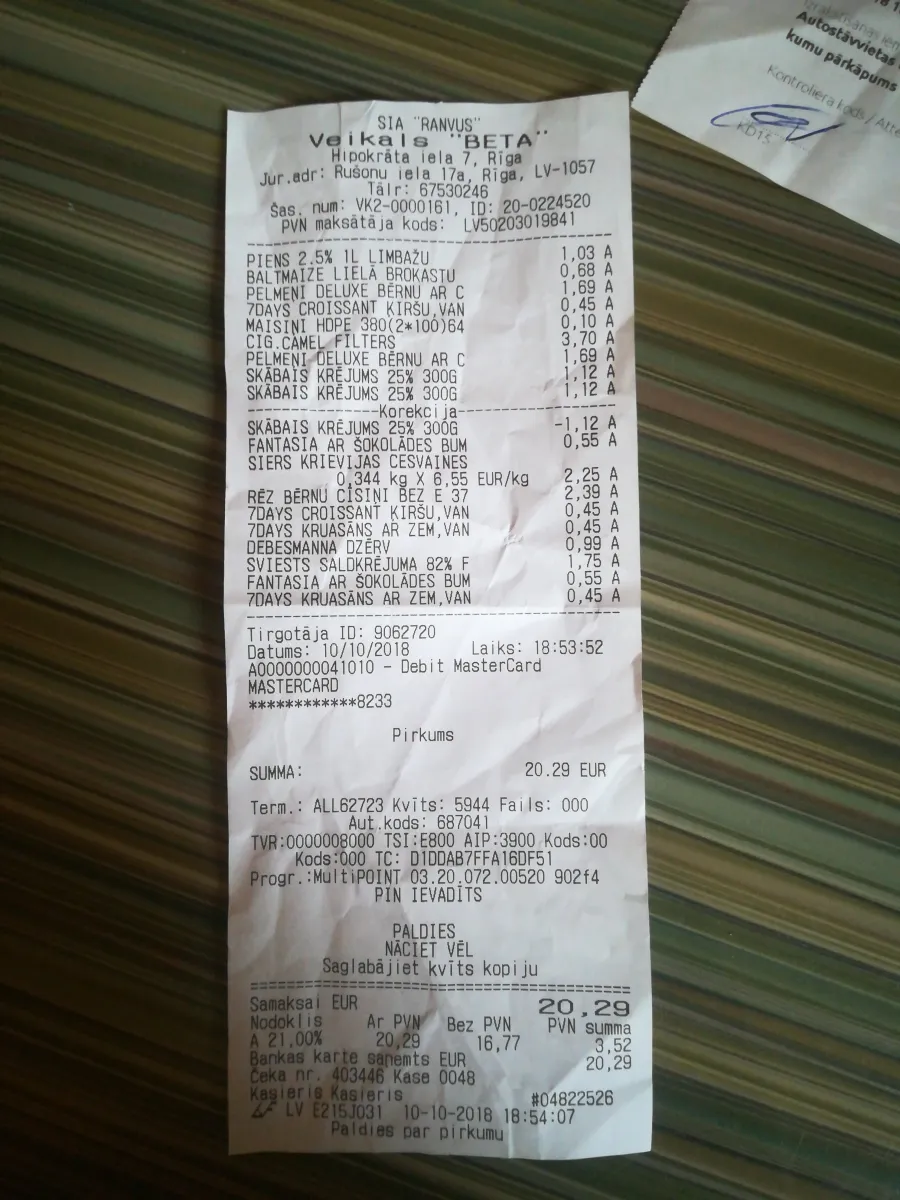 SIA "RANVUS"
Veikals "BETA"
Hipokrāta iela 7, Rīga
Jur.adr: Rušonu iela 17a, Rīga, LV-1057
Tālr: 67530246
Šas. num: VK2-0000161, ID: 20-0224520
PVN maksātāja kods: LV50203019841
PIENS 2.5% 1L LIMBAŽU 1,03 A
BALTMAIZE LIELĀ BROKASTU 0,68 A
PELMEŅI DELUXE BĒRNU AR C 1,69 A
7DAYS CROISSANT ĶIRŠU,VAN 0,45 A
MAISIŅI HDPE 380(2*100)64 0,10 A
CIG.CAMEL FILTERS 3,70 A
PELMEŅI DELUXE BĒRNU AR C 1,69 A
SKĀBAIS KRĒJUMS 25% 300G 1,12 A
SKĀBAIS KRĒJUMS 25% 300G 1,12 A
Korekcija
SKĀBAIS KRĒJUMS 25% 300G -1,12 A
FANTASIA AR ŠOKOLĀDES BUM 0,55 A
SIERS KRIEVIJAS CESVAINES
0,344 kg X 6,55 EUR/kg 2,25 A
RĒZ BĒRNU CĪSIŅI BEZ E 37 2,39 A
7DAYS CROISSANT ĶIRŠU,VAN 0,45 A
7DAYS KRUASĀNS AR ZEM,VAN 0,45 A
DEBESMANNA DZĒRV 0,99 A
SVIESTS SALDKRĒJUMA 82% F 1,75 A
FANTASIA AR ŠOKOLĀDES BUM 0,55 A
7DAYS KRUASĀNS AR ZEM,VAN 0,45 A
Tirgotāja ID: 9062720
Datums: 10/10/2018 Laiks: 18:53:52
A0000000041010 - Debit MasterCard
MASTERCARD
************8233
Pirkums
SUMMA: 20.29 EUR
Term.: ALL62723 Kvīts: 5944 Fails: 000
Aut.kods: 687041
TVR:0000008000 TSI:E800 AIP:3900 Kods:00
Kods:000 TC: D1DDAB7FFA16DF51
Progr.:MultiPOINT 03.20.072.00520 902f4
PIN IEVADĪTS
PALDIES
NĀCIET VĒL
Saglabājiet kvīts kopiju
Samaksai EUR 20,29
Nodoklis Ar PVN Bez PVN PVN summa
A 21,00% 20,29 16,77 3,52
Bankas karte saņemts EUR 20,29
Čeka nr. 403446 Kase 0048
Kasieris Kasieris #04822526
LV E215J031 10-10-2018 18:54:07
Paldies par pirkumu
Autostāvvietas
kumu pārkāpums
Kontroliera kods / Atte
KD15